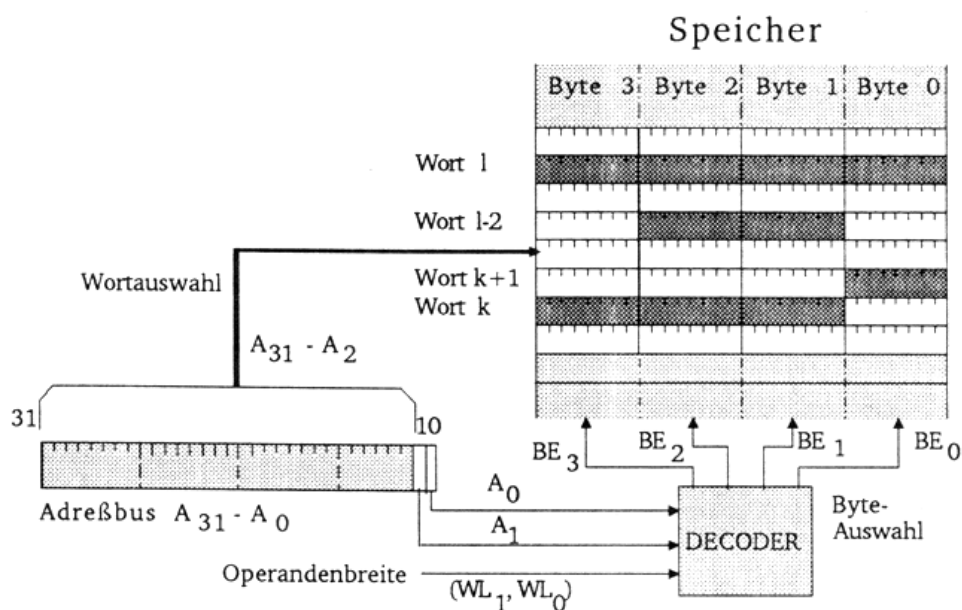 Speicher
Byte 3 Byte 2 Byte 1 Byte 0
Wort l
Wort l-2
Wortauswahl
Wort k+1
Wort k
A31 - A2
31
10
BE3 BE2 BE1 BE0
Adreßbus A31 - A0
A0
A1
DECODER
Byte-
Auswahl
Operandenbreite
(WL1, WL0)